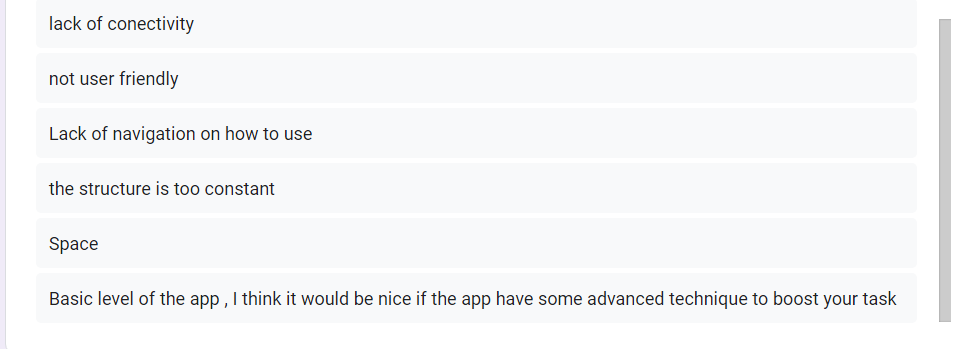 lack of conectivity
not user friendly
Lack of navigation on how to use
the structure is too constant
Space
Basic level of the app , I think it would be nice if the app have some advanced technique to boost your task